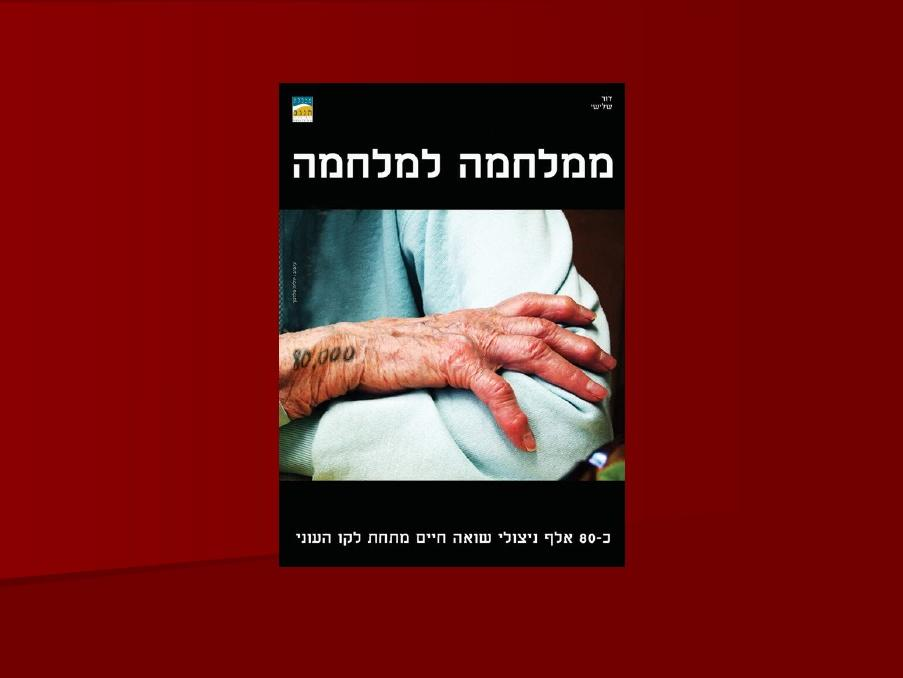 דור
שלישי
ממלחמה למלחמה
80,000
כ-80 אלף ניצולי שואה חיים מתחת לקו העוני